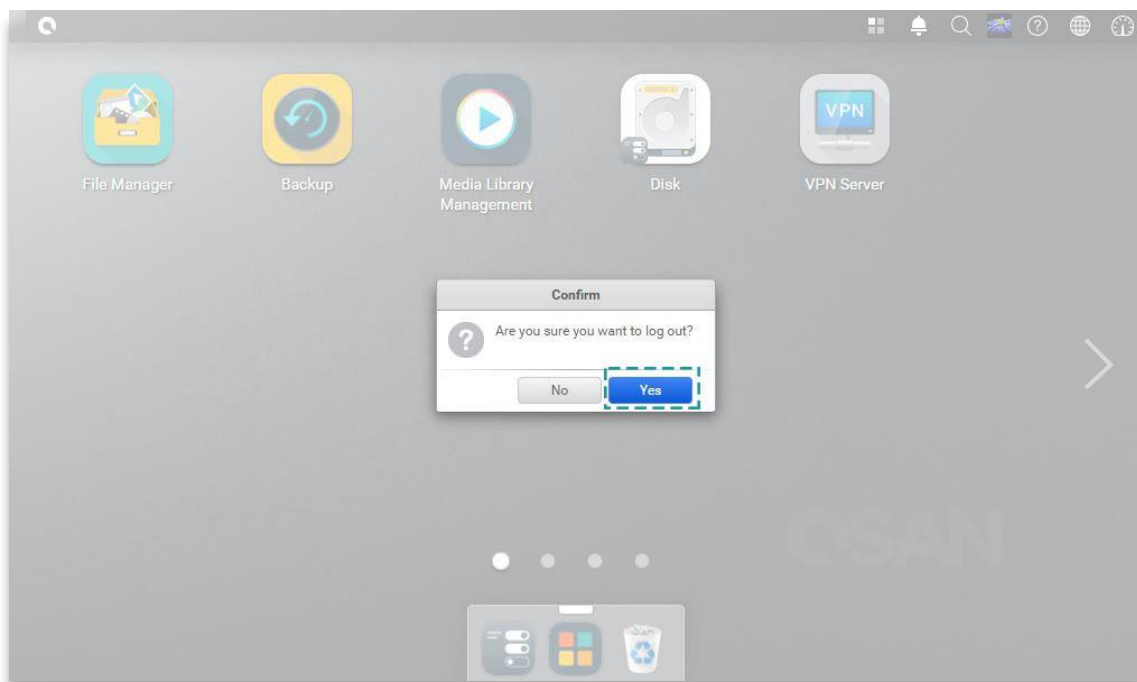 VPN
File Manager
Backup
Media Library
Management
Disk
VPN Server
Confirm
Are you sure you want to log out?
No
Yes
QSAN